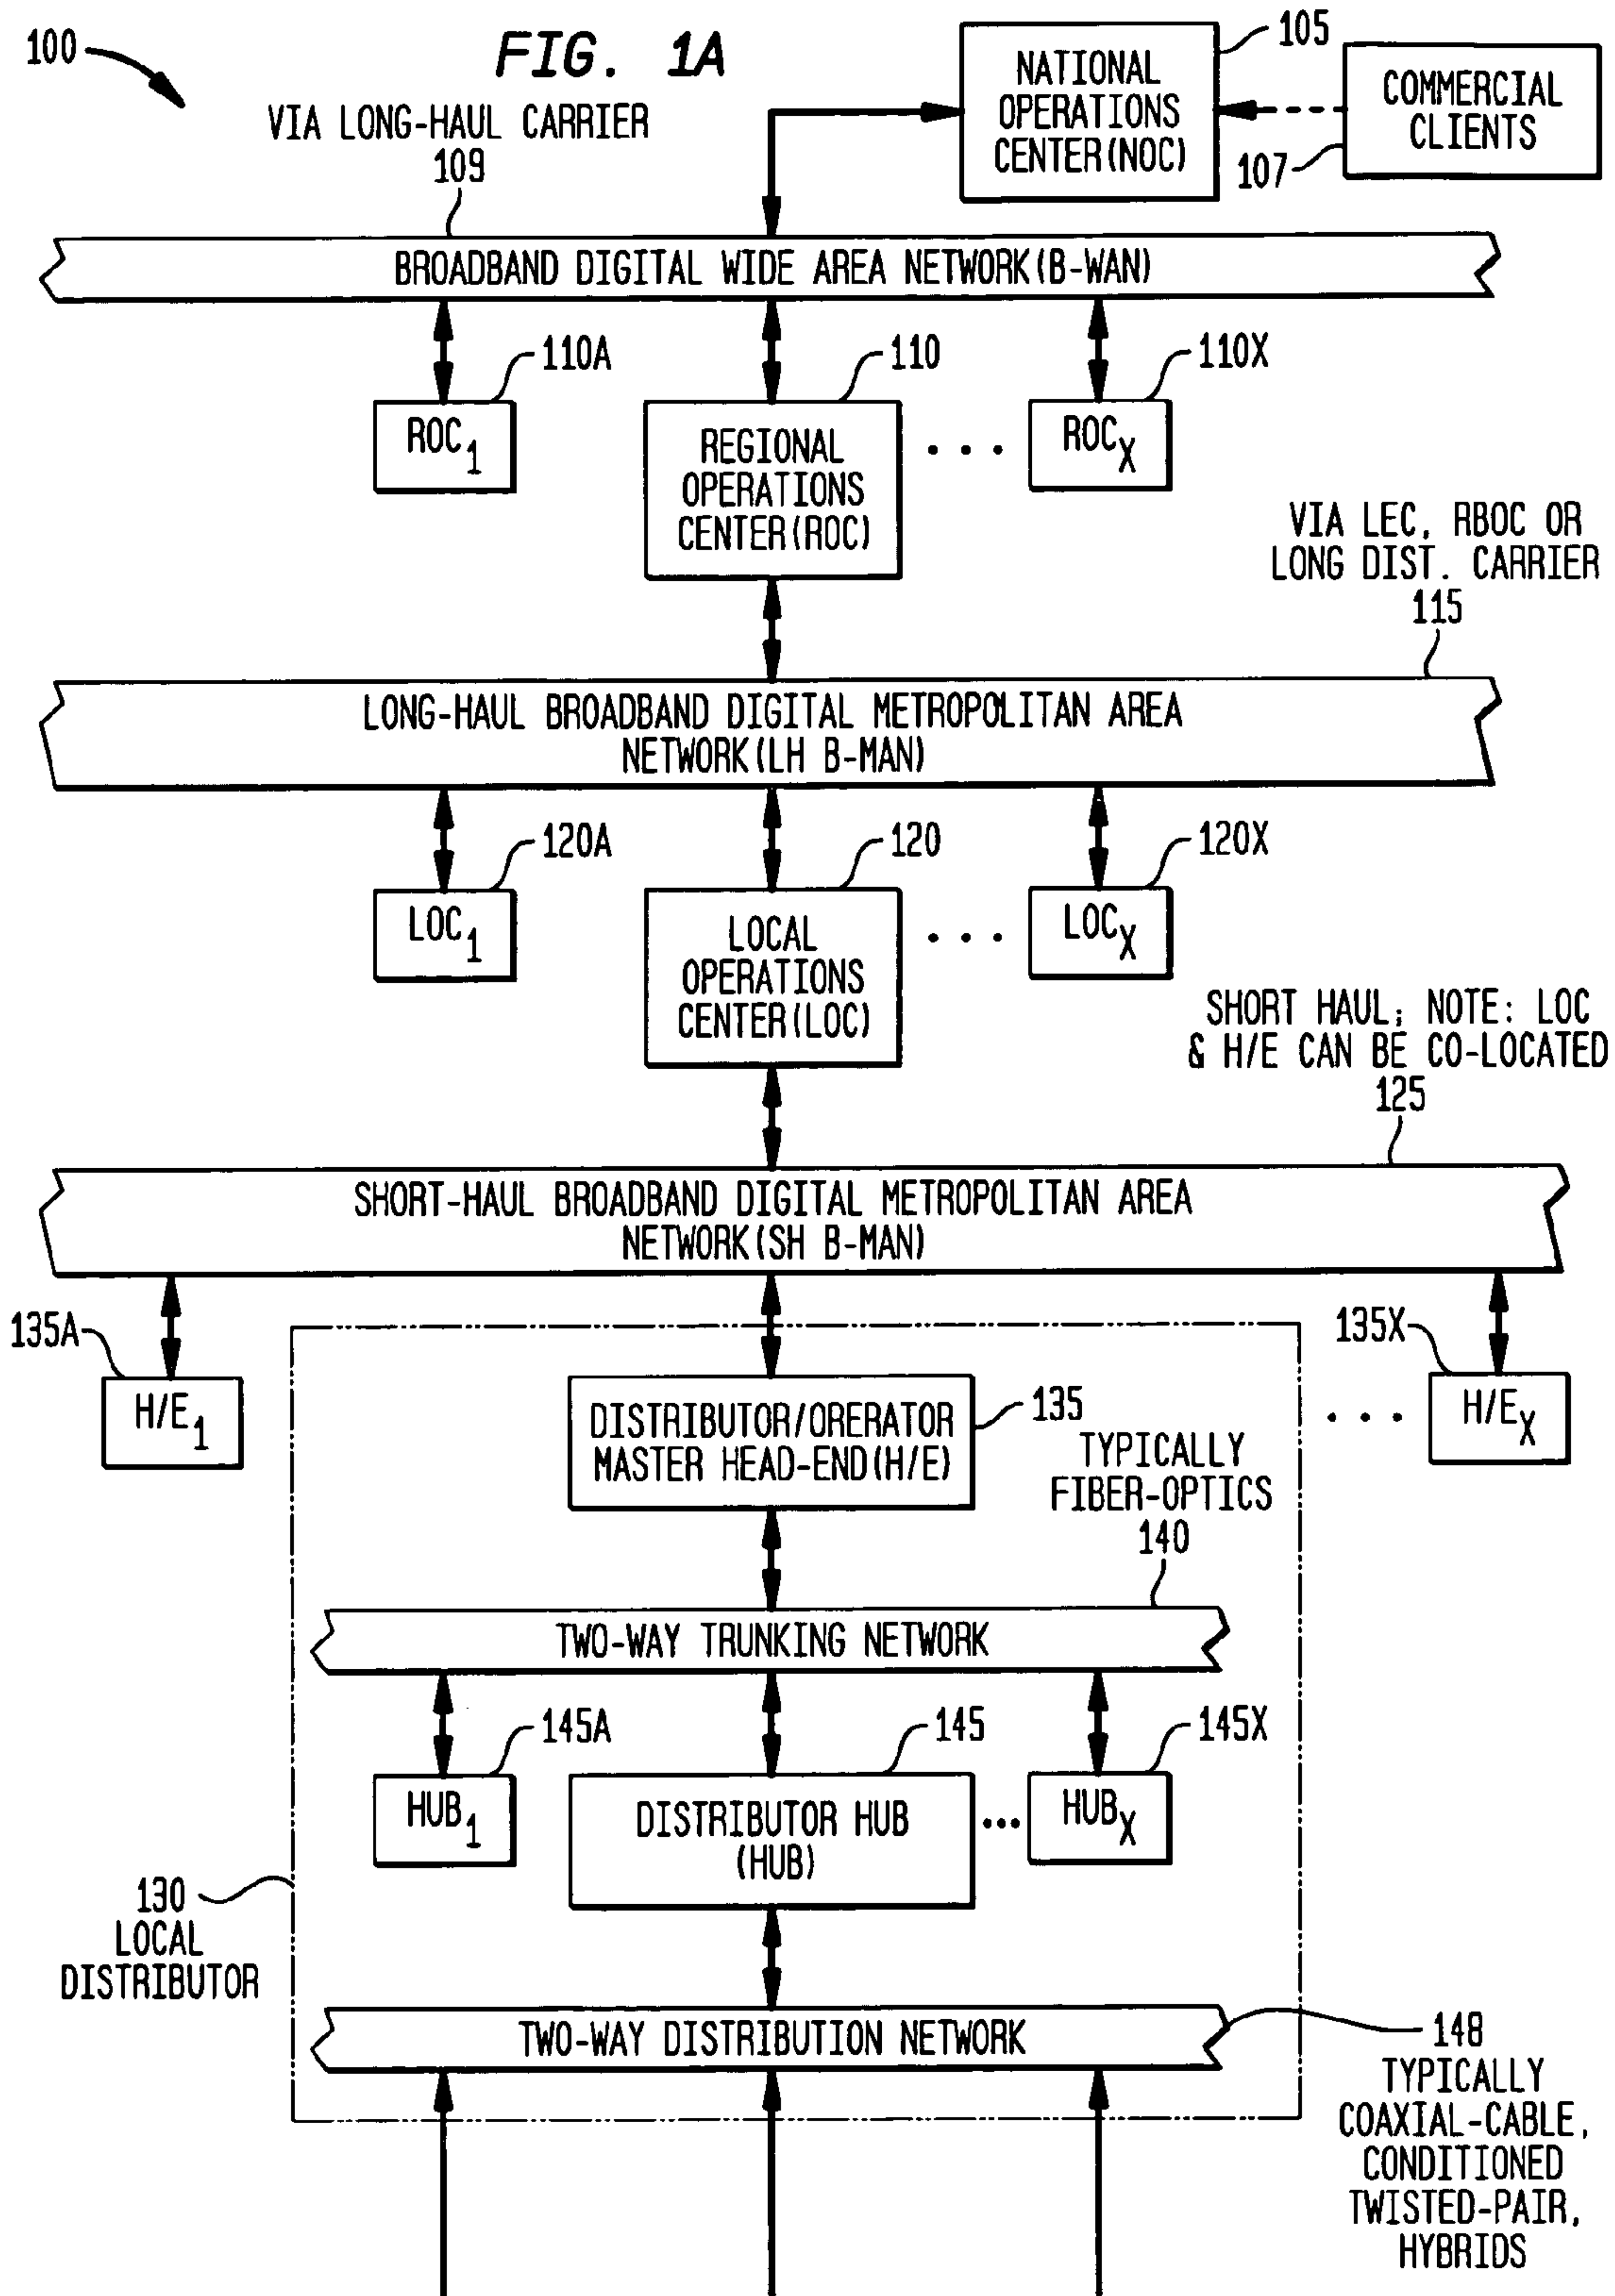 100
FIG. 1A
105
NATIONAL
OPERATIONS
CENTER(NOC)
COMMERCIAL
CLIENTS
107
VIA LONG-HAUL CARRIER
109
BROADBAND DIGITAL WIDE AREA NETWORK(B-WAN)
110A
110
110X
ROC1
REGIONAL
OPERATIONS
CENTER(ROC)
. . .
ROCX
VIA LEC, RBOC OR
LONG DIST. CARRIER
115
LONG-HAUL BROADBAND DIGITAL METROPOLITAN AREA
NETWORK(LH B-MAN)
120A
120
120X
LOC1
LOCAL
OPERATIONS
CENTER(LOC)
. . .
LOCX
SHORT HAUL; NOTE: LOC
& H/E CAN BE CO-LOCATED
125
SHORT-HAUL BROADBAND DIGITAL METROPOLITAN AREA
NETWORK(SH B-MAN)
135A
135X
H/E1
DISTRIBUTOR/ORERATOR
MASTER HEAD-END(H/E)
135
. . .
H/EX
TYPICALLY
FIBER-OPTICS
140
TWO-WAY TRUNKING NETWORK
145A
145
145X
HUB1
DISTRIBUTOR HUB
(HUB)
...
HUBX
130
LOCAL
DISTRIBUTOR
TWO-WAY DISTRIBUTION NETWORK
148
TYPICALLY
COAXIAL-CABLE,
CONDITIONED
TWISTED-PAIR,
HYBRIDS